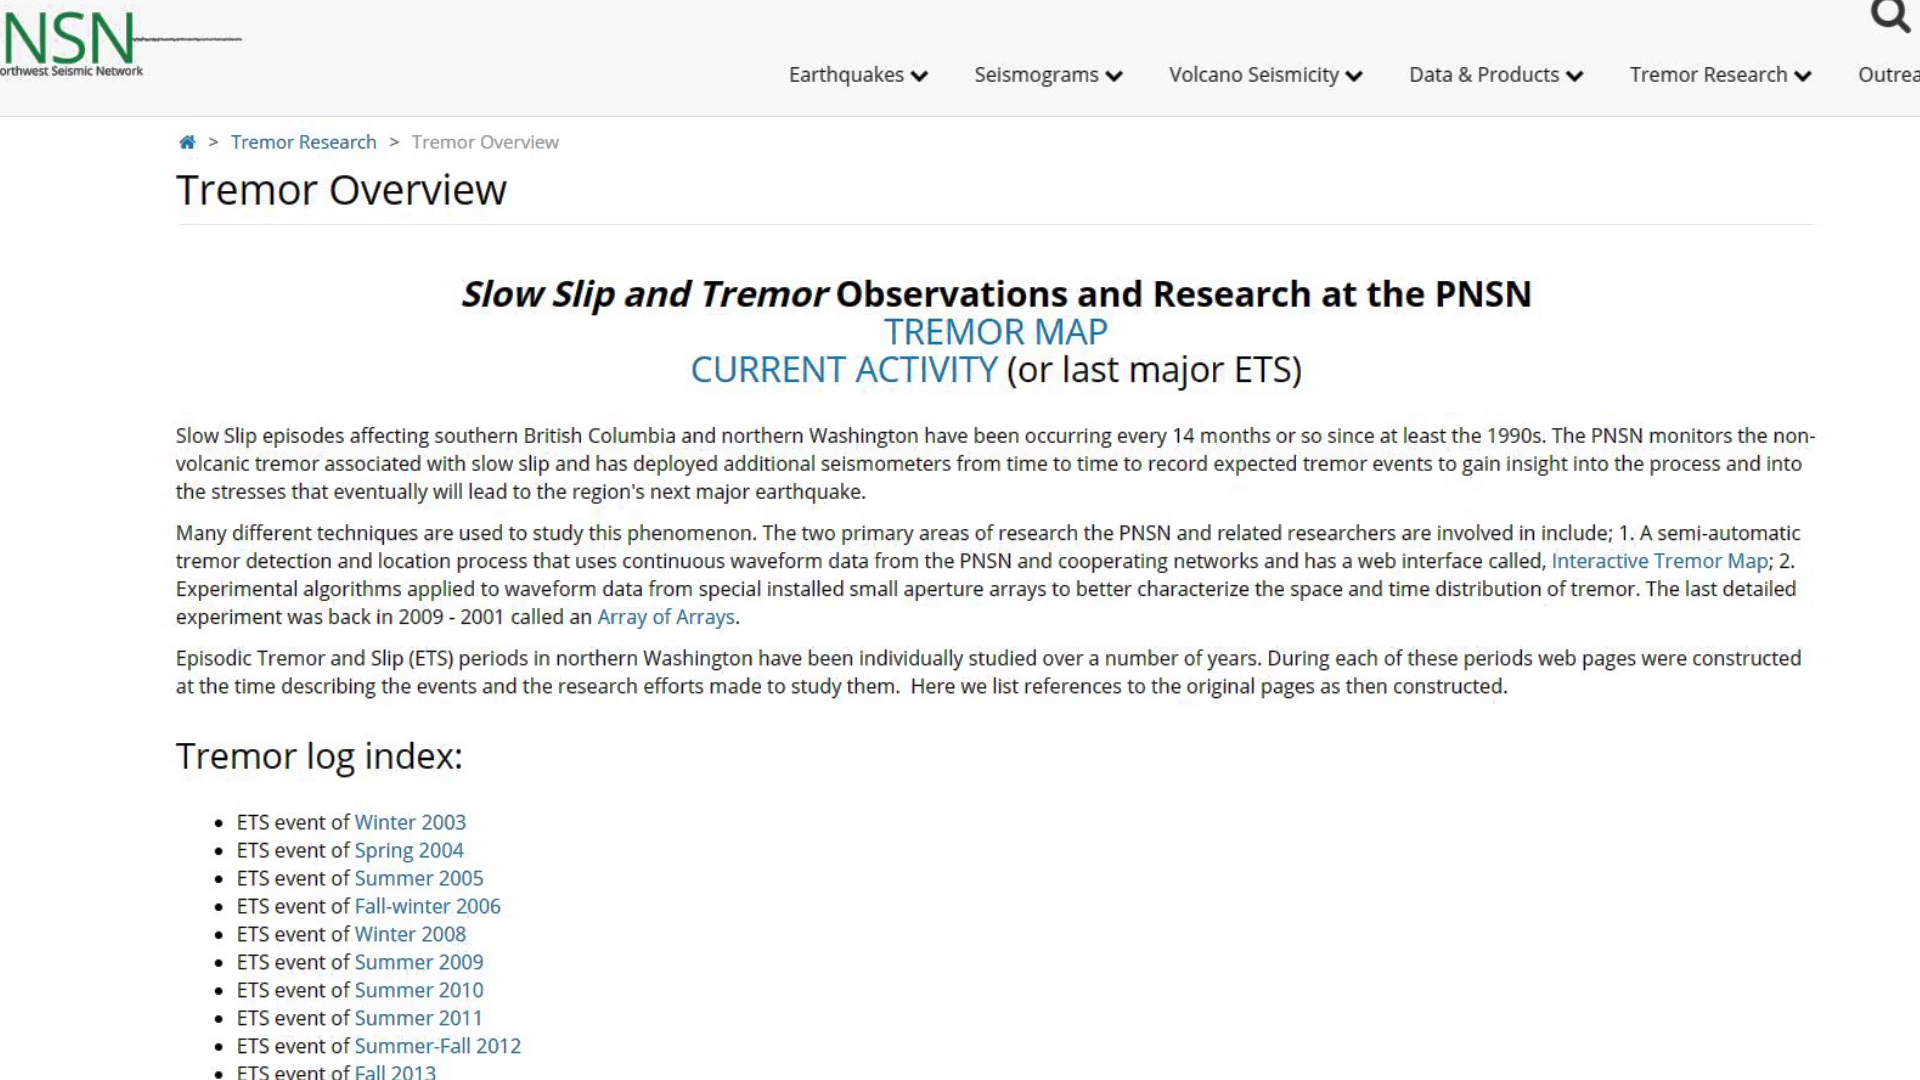 NSN
orthwest Seismic Network
Earthquakes
Seismograms
Volcano Seismicity
Data & Products
Tremor Research
Outrea
> Tremor Research > Tremor Overview
Tremor Overview
Slow Slip and Tremor Observations and Research at the PNSN
TREMOR MAP
CURRENT ACTIVITY (or last major ETS)
Slow Slip episodes affecting southern British Columbia and northern Washington have been occurring every 14 months or so since at least the 1990s. The PNSN monitors the non-
volcanic tremor associated with slow slip and has deployed additional seismometers from time to time to record expected tremor events to gain insight into the process and into
the stresses that eventually will lead to the region's next major earthquake.
Many different techniques are used to study this phenomenon. The two primary areas of research the PNSN and related researchers are involved in include; 1. A semi-automatic
tremor detection and location process that uses continuous waveform data from the PNSN and cooperating networks and has a web interface called, Interactive Tremor Map; 2.
Experimental algorithms applied to waveform data from special installed small aperture arrays to better characterize the space and time distribution of tremor. The last detailed
experiment was back in 2009 - 2001 called an Array of Arrays.
Episodic Tremor and Slip (ETS) periods in northern Washington have been individually studied over a number of years. During each of these periods web pages were constructed
at the time describing the events and the research efforts made to study them. Here we list references to the original pages as then constructed.
Tremor log index:
• ETS event of Winter 2003
• ETS event of Spring 2004
• ETS event of Summer 2005
• ETS event of Fall-winter 2006
• ETS event of Winter 2008
• ETS event of Summer 2009
• ETS event of Summer 2010
• ETS event of Summer 2011
• ETS event of Summer-Fall 2012
• ETS event of Fall 2013